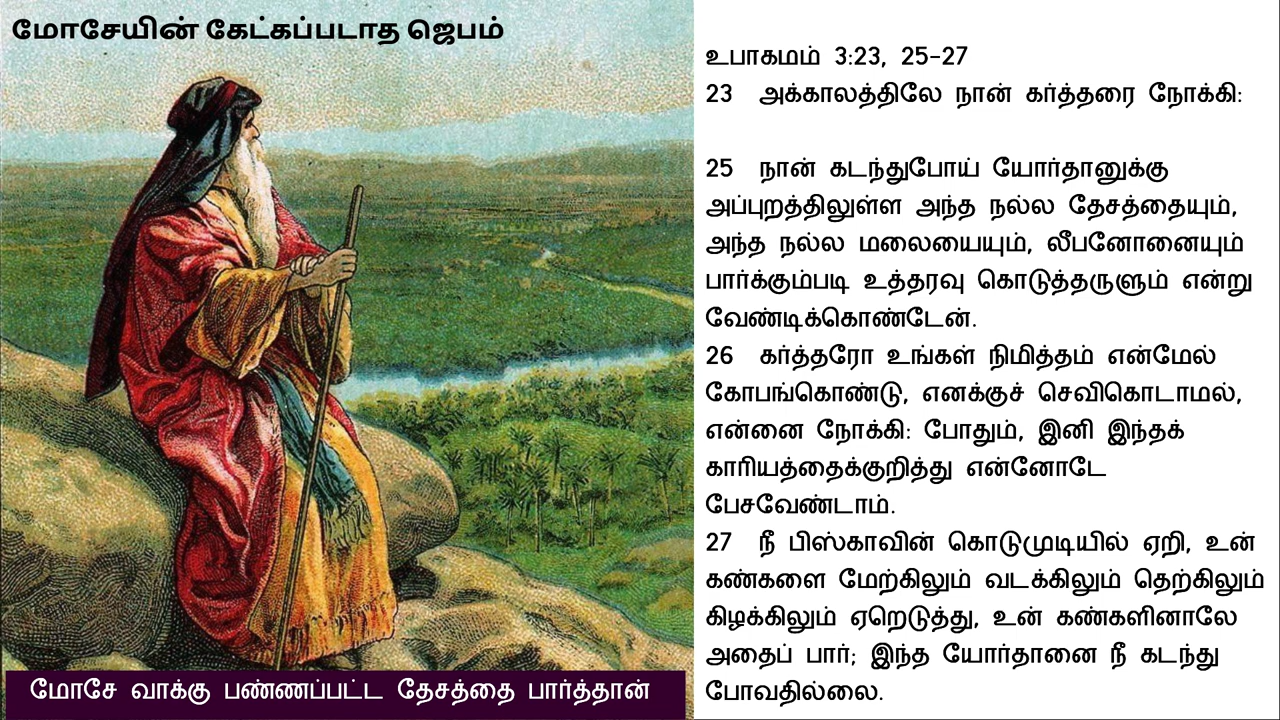 மோசேயின் கேட்கப்படாத ஜெபம்
உபாகமம் 3:23, 25-27
23 அக்காலத்திலே நான் கர்த்தரை நோக்கி:
25 நான் கடந்துபோய் யோர்தானுக்கு
அப்புறத்திலுள்ள அந்த நல்ல தேசத்தையும்,
அந்த நல்ல மலையையும், லீபனோனையும்
பார்க்கும்படி உத்தரவு கொடுத்தருளும் என்று
வேண்டிக்கொண்டேன்.
26 கர்த்தரோ உங்கள் நிமித்தம் என்மேல்
கோபங்கொண்டு, எனக்குச் செவிகொடாமல்,
என்னை நோக்கி: போதும், இனி இந்தக்
காரியத்தைக்குறித்து என்னோடே
பேசவேண்டாம்.
27 நீ பிஸ்காவின் கொடுமுடியில் ஏறி, உன்
கண்களை மேற்கிலும் வடக்கிலும் தெற்கிலும்
கிழக்கிலும் ஏறெடுத்து, உன் கண்களினாலே
அதைப் பார்; இந்த யோர்தானை நீ கடந்து
போவதில்லை.
மோசே வாக்கு பண்ணப்பட்ட தேசத்தை பார்த்தான்